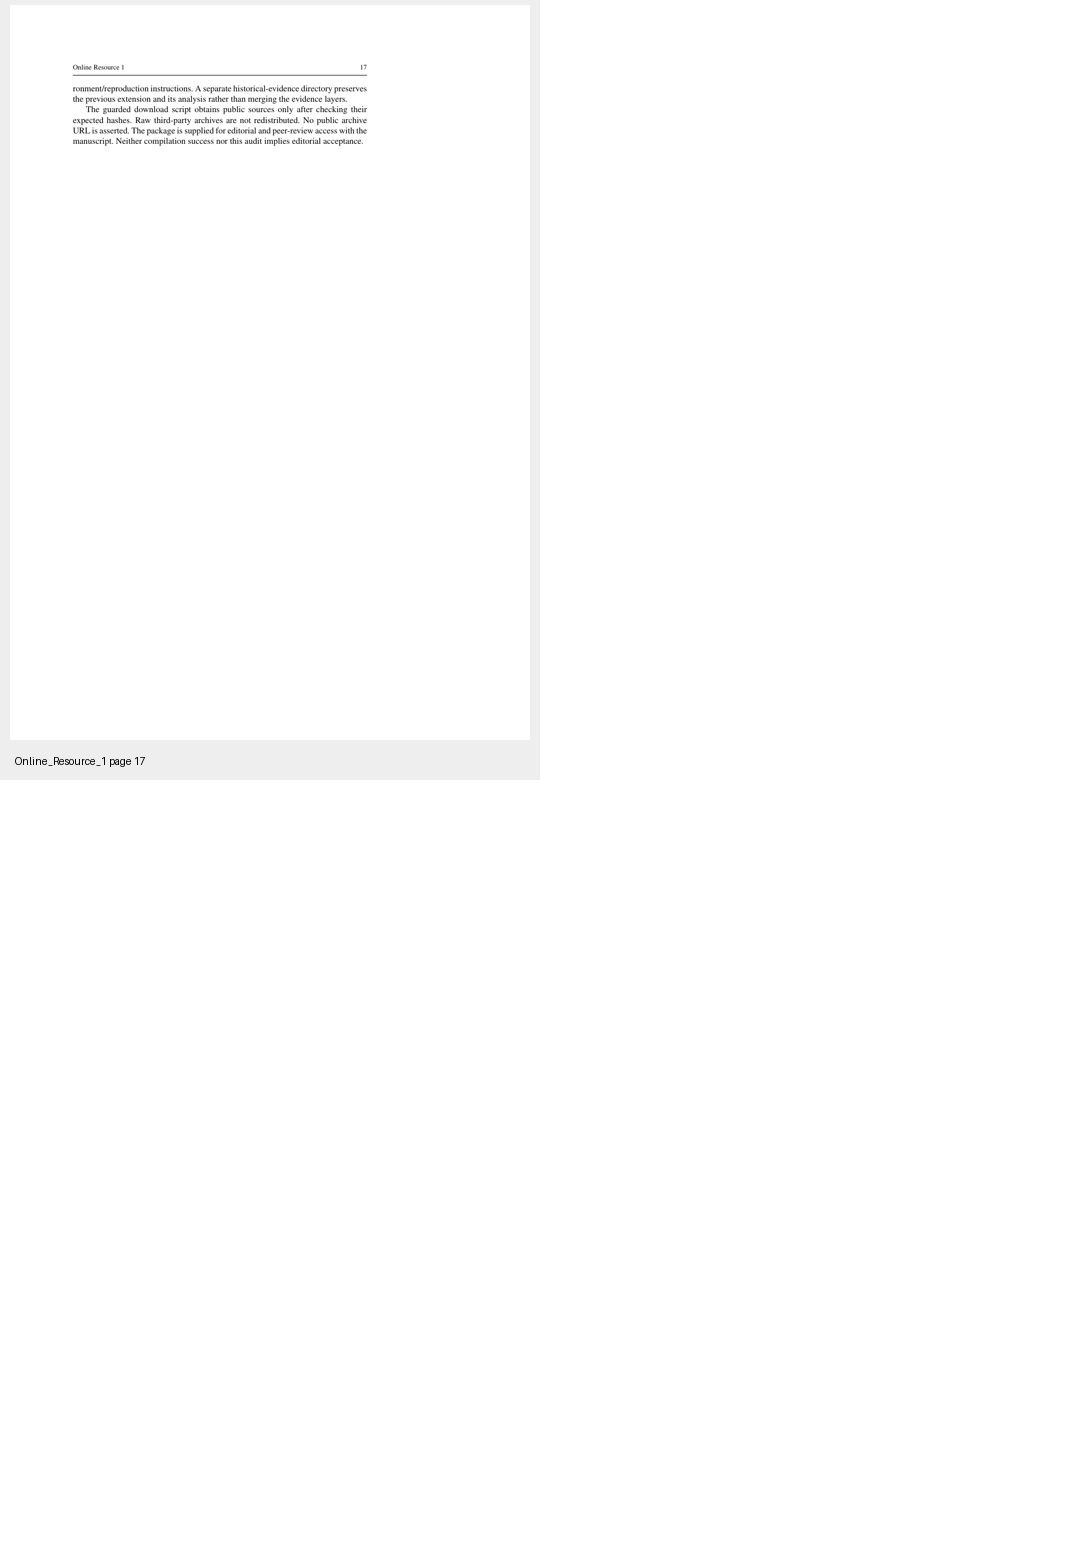 Online Resource 1 17
ronment/reproduction instructions. A separate historical-evidence directory preserves
the previous extension and its analysis rather than merging the evidence layers.
The guarded download script obtains public sources only after checking their
expected hashes. Raw third-party archives are not redistributed. No public archive
URL is asserted. The package is supplied for editorial and peer-review access with the
manuscript. Neither compilation success nor this audit implies editorial acceptance.
Online_Resource_1 page 17